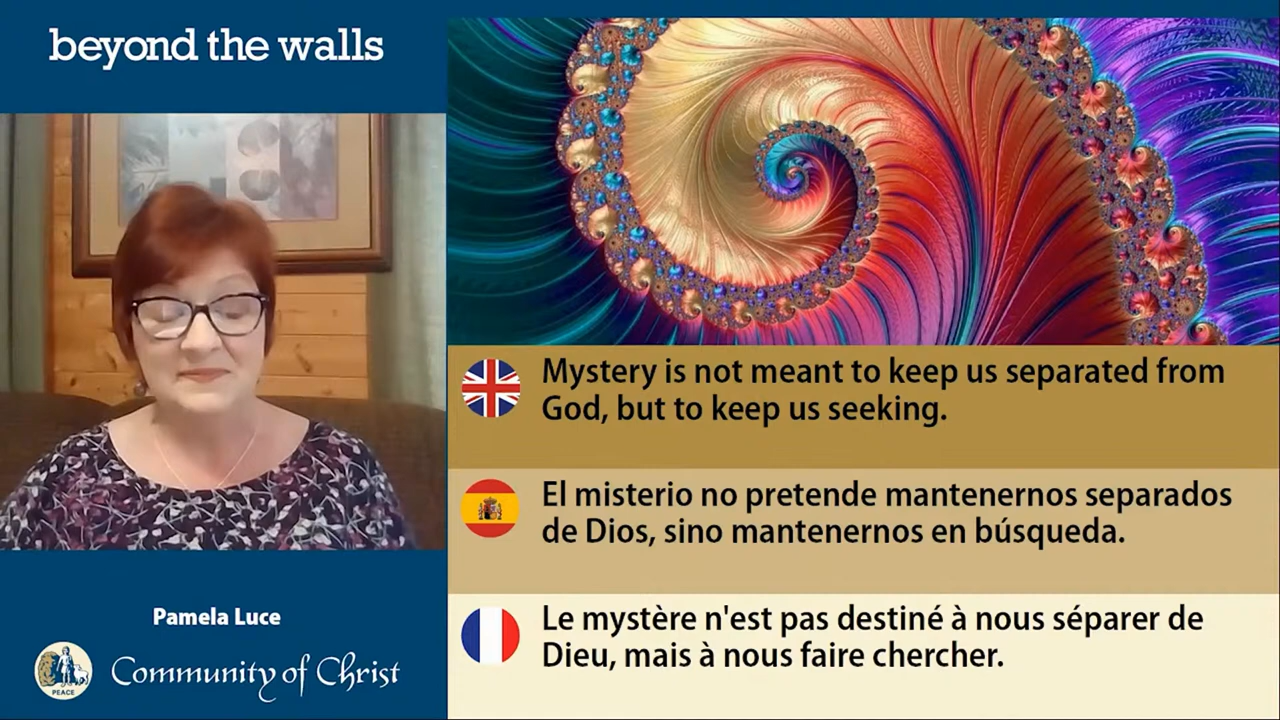 beyond the walls
Mystery is not meant to keep us separated from
God, but to keep us seeking.
El misterio no pretende mantenernos separados
de Dios, sino mantenernos en búsqueda.
Le mystère n'est pas destiné à nous séparer de
Dieu, mais à nous faire chercher.
Pamela Luce
PEACE
Community of Christ